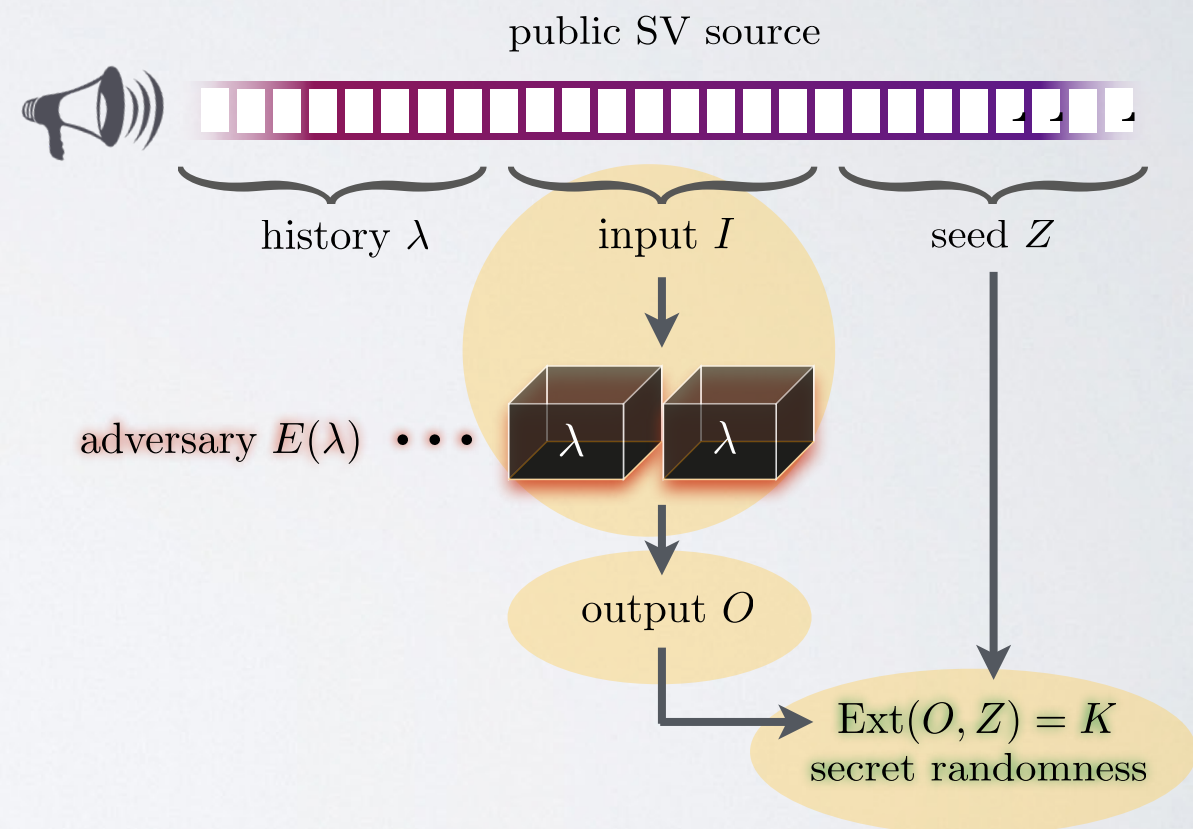 public SV source
history λ
input I
seed Z
adversary E(λ) • • •
λ
λ
output O
Ext(O, Z) = K
secret randomness